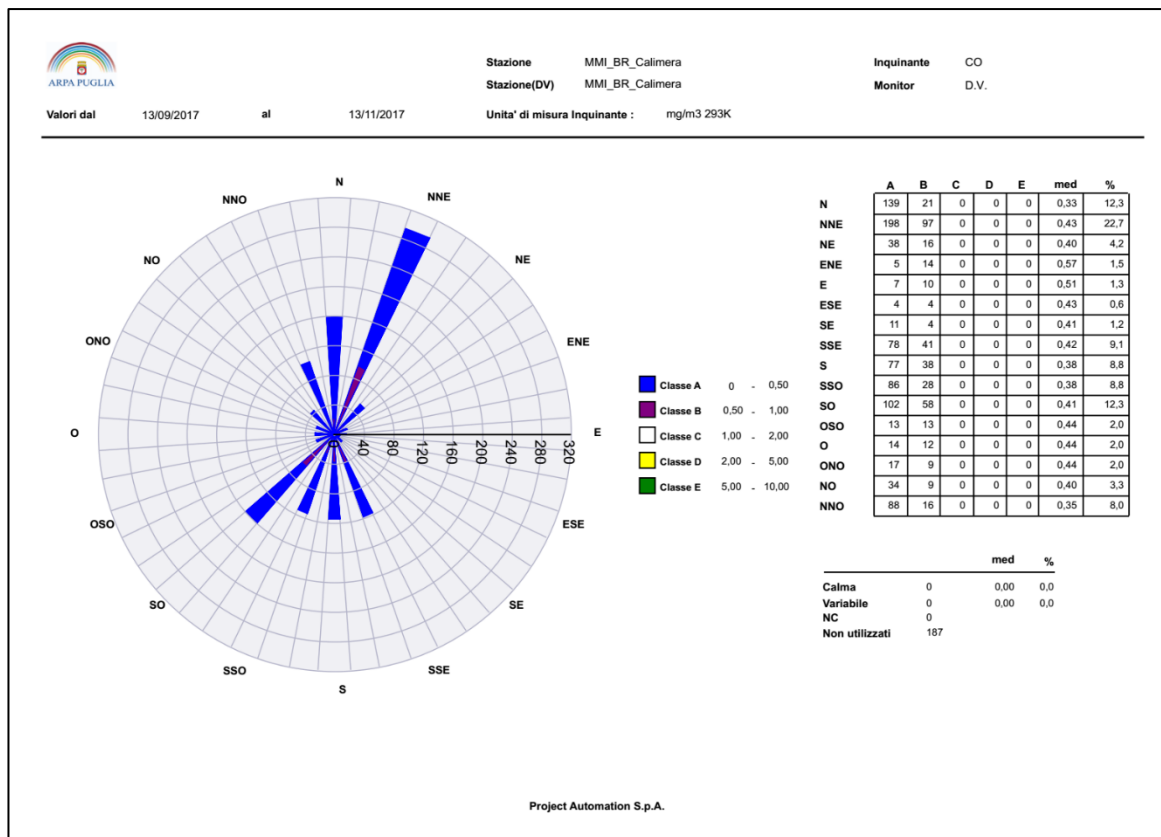 ARPA PUGLIA
Stazione MMI_BR_Calimera Inquinante CO
Stazione(DV) MMI_BR_Calimera Monitor D.V.
Valori dal 13/09/2017 al 13/11/2017 Unita' di misura Inquinante : mg/m3 293K
N
NNE
NE
ENE
E
ESE
SE
SSE
S
SSO
SO
OSO
O
ONO
NO
NNO
0 40 80 120 160 200 240 280 320
Classe A 0 - 0,50
Classe B 0,50 - 1,00
Classe C 1,00 - 2,00
Classe D 2,00 - 5,00
Classe E 5,00 - 10,00
A B C D E med %
N 139 21 0 0 0 0,33 12,3
NNE 198 97 0 0 0 0,43 22,7
NE 38 16 0 0 0 0,40 4,2
ENE 5 14 0 0 0 0,57 1,5
E 7 10 0 0 0 0,51 1,3
ESE 4 4 0 0 0 0,43 0,6
SE 11 4 0 0 0 0,41 1,2
SSE 78 41 0 0 0 0,42 9,1
S 77 38 0 0 0 0,38 8,8
SSO 86 28 0 0 0 0,38 8,8
SO 102 58 0 0 0 0,41 12,3
OSO 13 13 0 0 0 0,44 2,0
O 14 12 0 0 0 0,44 2,0
ONO 17 9 0 0 0 0,44 2,0
NO 34 9 0 0 0 0,40 3,3
NNO 88 16 0 0 0 0,35 8,0
med %
Calma 0 0,00 0,0
Variabile 0 0,00 0,0
NC 0
Non utilizzati 187
Project Automation S.p.A.